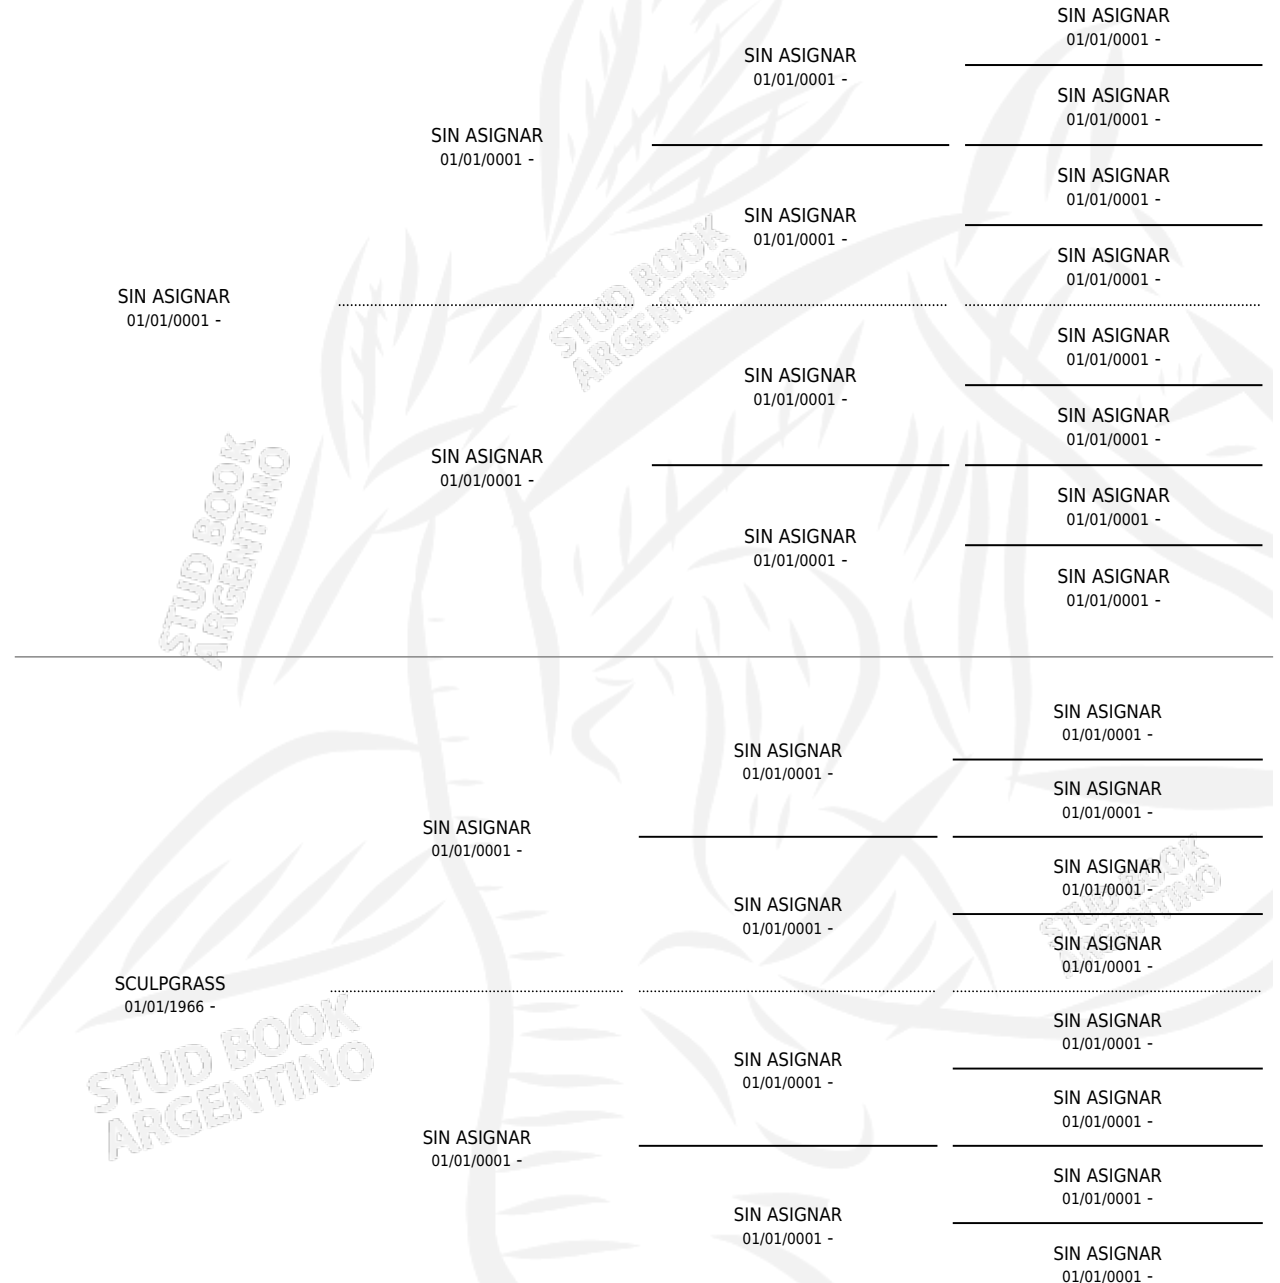 SIN ASIGNAR
01/01/0001 -
SIN ASIGNAR
01/01/0001 -
SIN ASIGNAR
01/01/0001 -
SIN ASIGNAR
01/01/0001 -
SIN ASIGNAR
01/01/0001 -
SIN ASIGNAR
01/01/0001 -
SIN ASIGNAR
01/01/0001 -
SIN ASIGNAR
01/01/0001 -
STUD BOOK
ARGENTINO
SIN ASIGNAR
01/01/0001 -
SIN ASIGNAR
01/01/0001 -
SIN ASIGNAR
01/01/0001 -
SIN ASIGNAR
01/01/0001 -
SIN ASIGNAR
01/01/0001 -
SIN ASIGNAR
01/01/0001 -
SIN ASIGNAR
01/01/0001 -
STUD BOOK
ARGENTINO
SIN ASIGNAR
01/01/0001 -
SIN ASIGNAR
01/01/0001 -
SIN ASIGNAR
01/01/0001 -
SIN ASIGNAR
01/01/0001 -
SIN ASIGNAR
01/01/0001 -
SIN ASIGNAR
01/01/0001 -
SIN ASIGNAR
01/01/0001 -
SIN ASIGNAR
01/01/0001 -
STUD BOOK
ARGENTINO
SCULPGRASS
01/01/1966 -
STUD BOOK
ARGENTINO
SIN ASIGNAR
01/01/0001 -
SIN ASIGNAR
01/01/0001 -
SIN ASIGNAR
01/01/0001 -
SIN ASIGNAR
01/01/0001 -
SIN ASIGNAR
01/01/0001 -
SIN ASIGNAR
01/01/0001 -
SIN ASIGNAR
01/01/0001 -